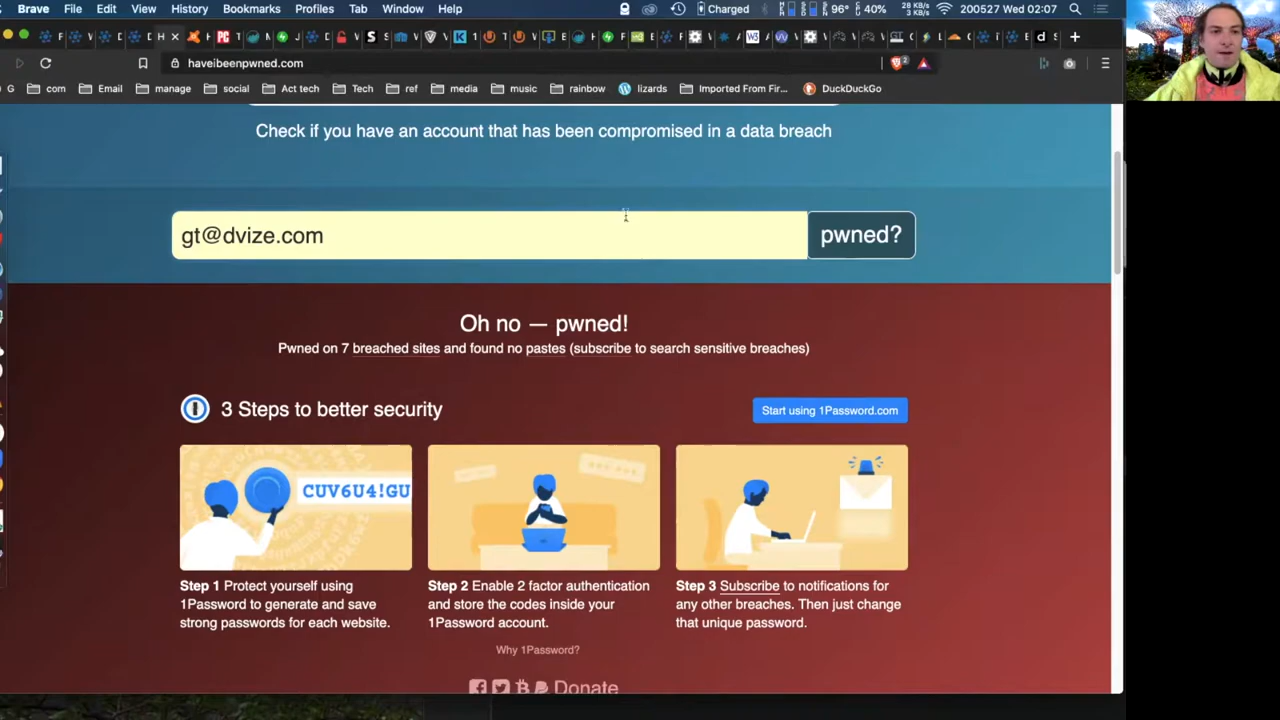 Brave File Edit View History Bookmarks Profiles Tab Window Help Charged 96° 40% 28 KB/s 3 KB/s 200527 Wed 02:07
haveibeenpwned.com 2
G com Email manage social Act tech Tech ref media music rainbow lizards Imported From Fir... DuckDuckGo
Check if you have an account that has been compromised in a data breach
gt@dvize.com pwned?
Oh no — pwned!
Pwned on 7 breached sites and found no pastes (subscribe to search sensitive breaches)
3 Steps to better security Start using 1Password.com
CUV6U4!GU
Step 1 Protect yourself using
1Password to generate and save
strong passwords for each website.
Step 2 Enable 2 factor authentication
and store the codes inside your
1Password account.
Step 3 Subscribe to notifications for
any other breaches. Then just change
that unique password.
Why 1Password?
Donate